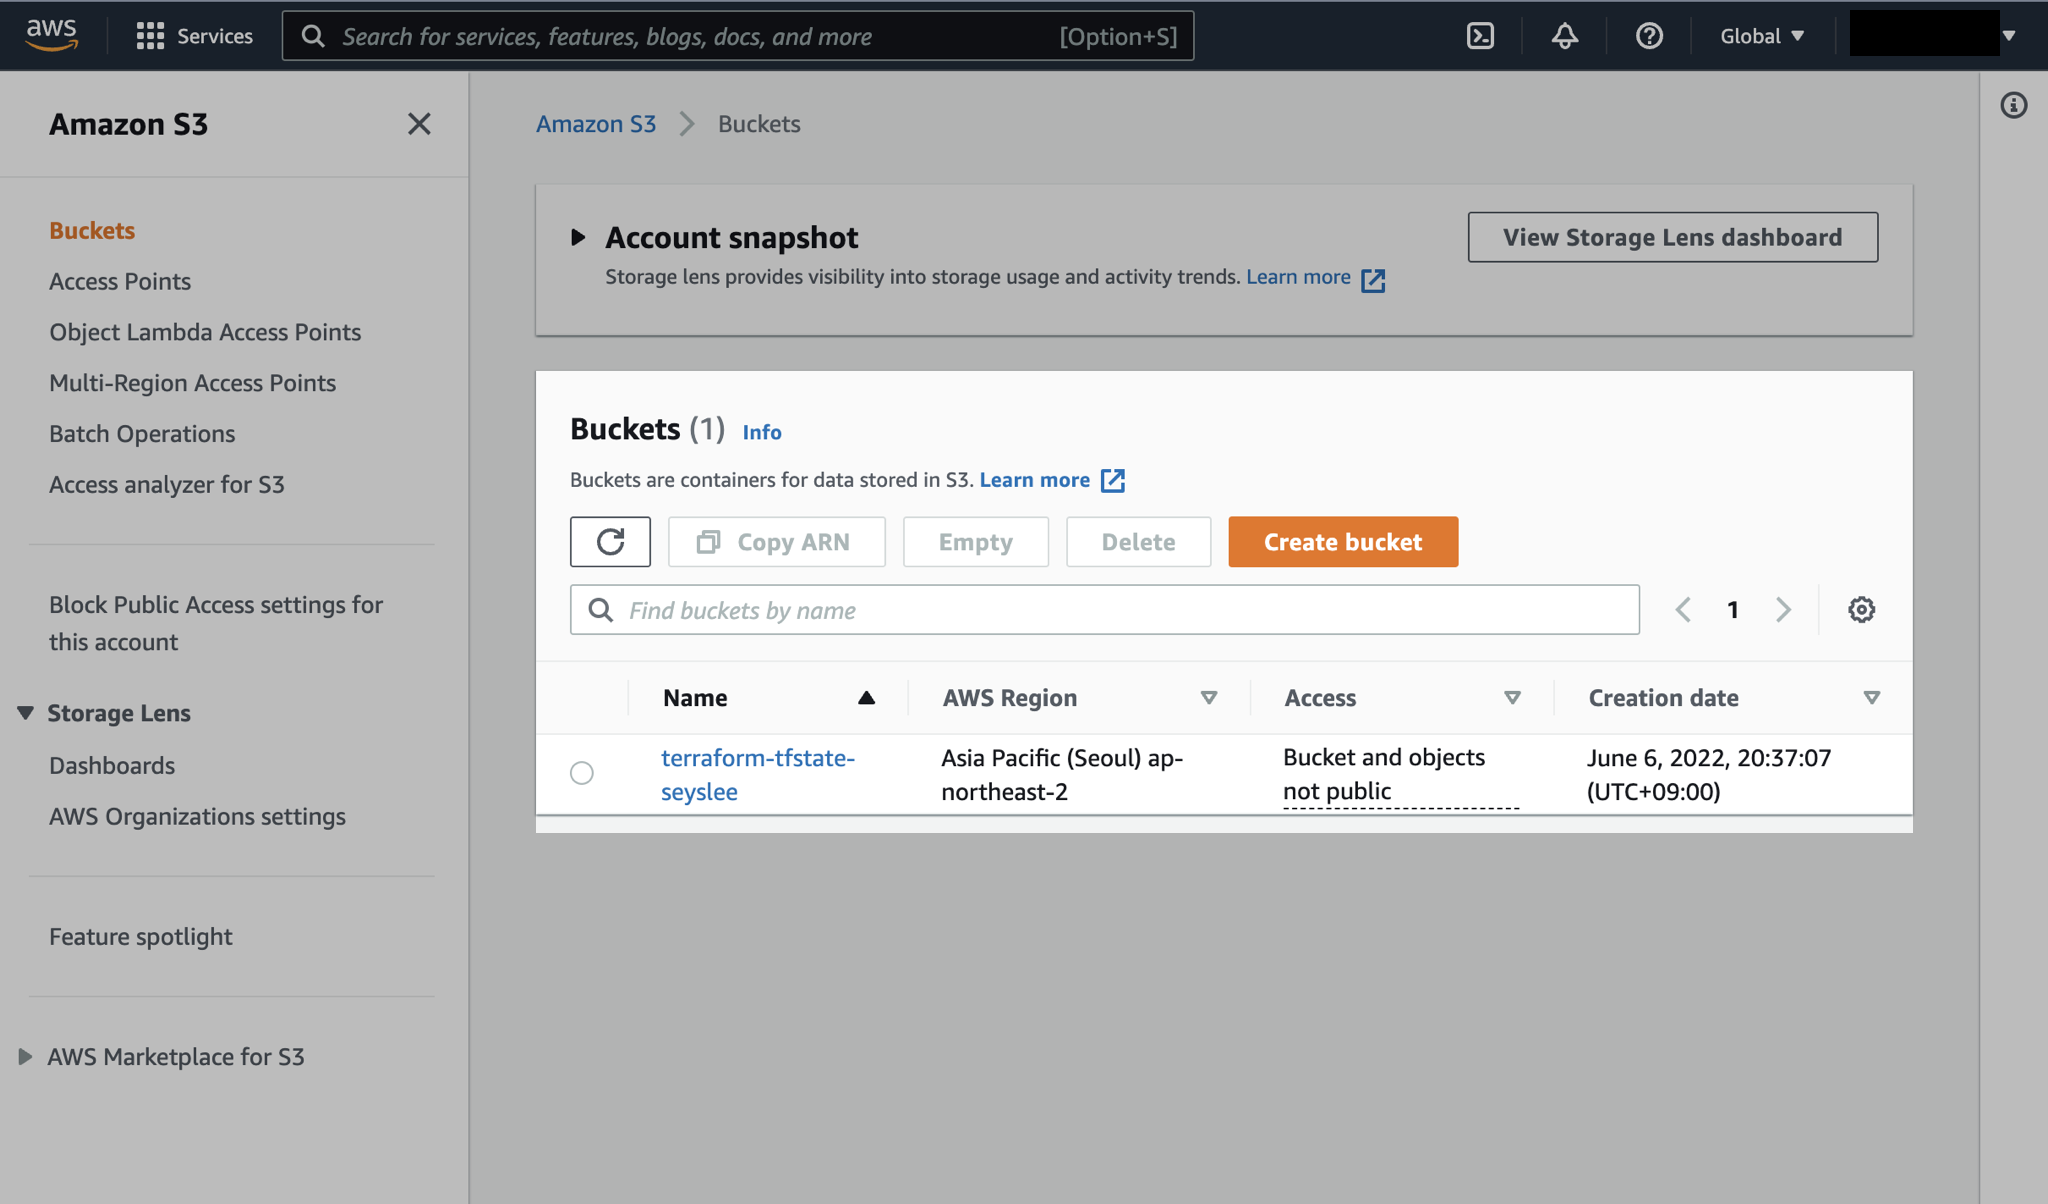 aws
Services
Search for services, features, blogs, docs, and more
[Option+S]
Global
Amazon S3
Buckets
Access Points
Object Lambda Access Points
Multi-Region Access Points
Batch Operations
Access analyzer for S3
Block Public Access settings for
this account
Storage Lens
Dashboards
AWS Organizations settings
Feature spotlight
AWS Marketplace for S3
Amazon S3
Buckets
Account snapshot
Storage lens provides visibility into storage usage and activity trends. Learn more
View Storage Lens dashboard
Buckets (1) Info
Buckets are containers for data stored in S3. Learn more
Copy ARN
Empty
Delete
Create bucket
Find buckets by name
1
Name
AWS Region
Access
Creation date
terraform-tfstate-
seyslee
Asia Pacific (Seoul) ap-
northeast-2
Bucket and objects
not public
June 6, 2022, 20:37:07
(UTC+09:00)